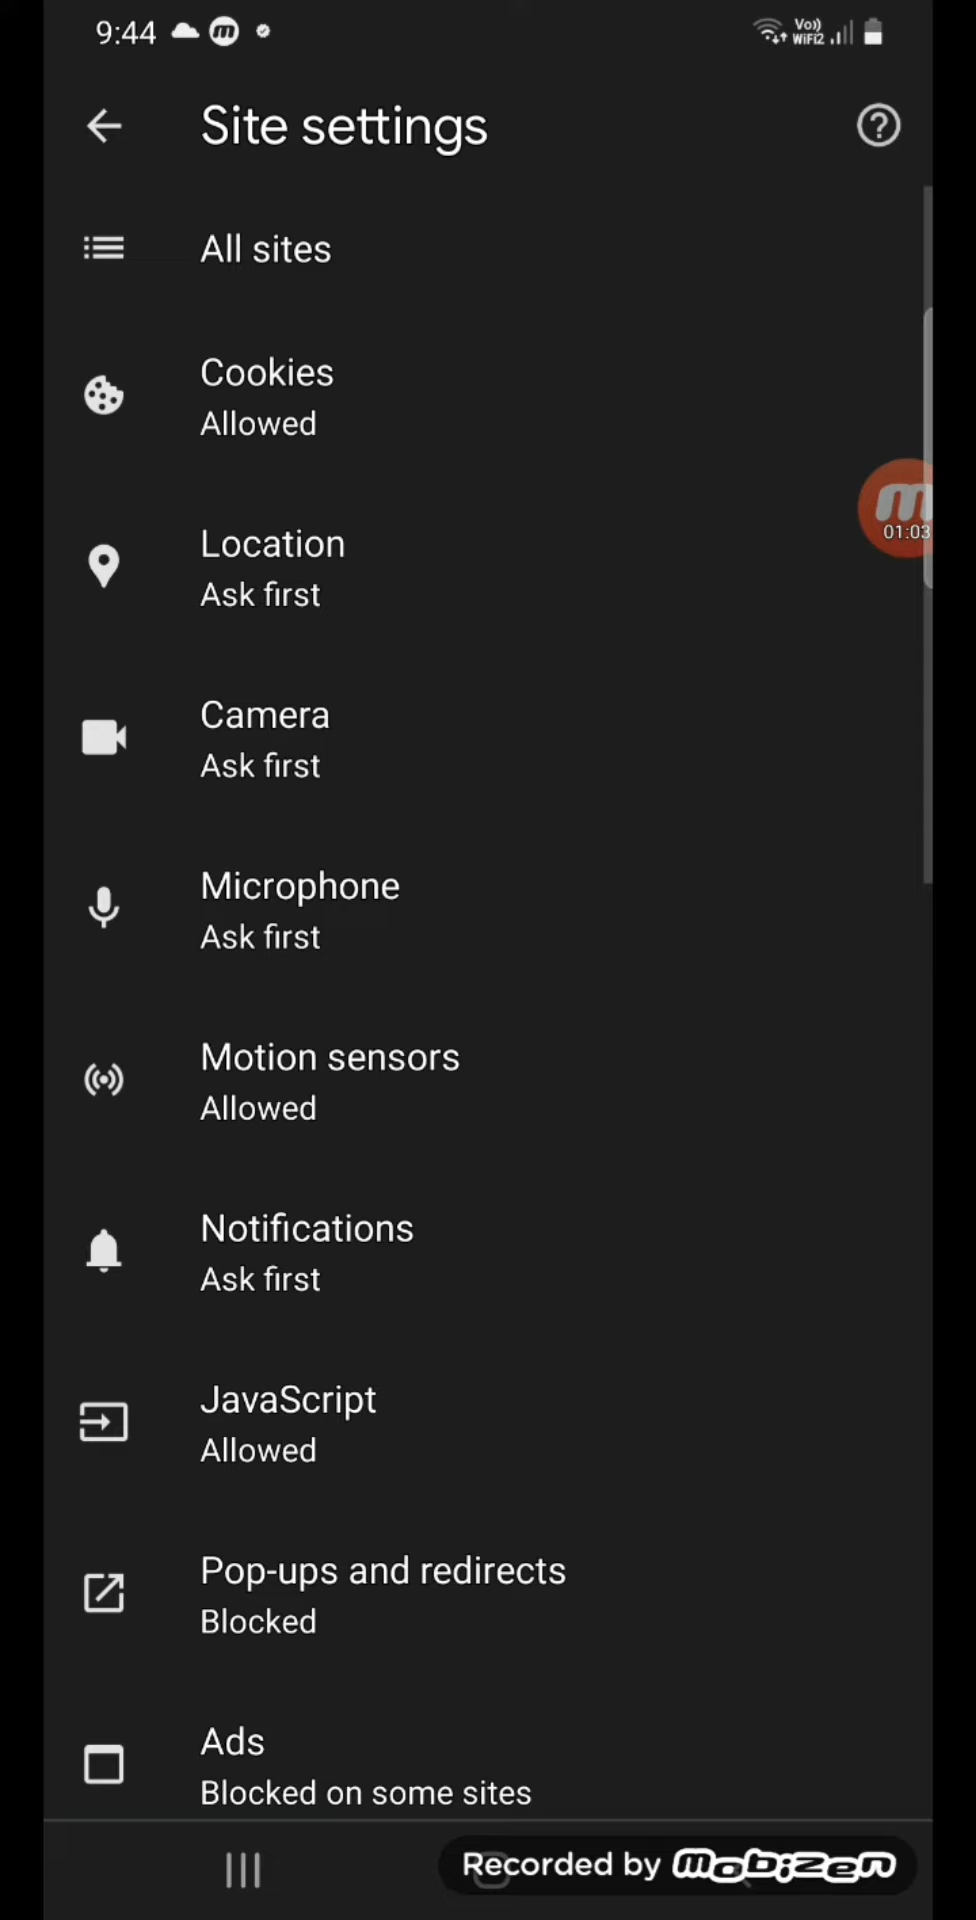 9:44
Vo))
WiFi2
Site settings
All sites
Cookies
Allowed
Location
Ask first
01:03
Camera
Ask first
Microphone
Ask first
Motion sensors
Allowed
Notifications
Ask first
JavaScript
Allowed
Pop-ups and redirects
Blocked
Ads
Blocked on some sites
Recorded by mobizen